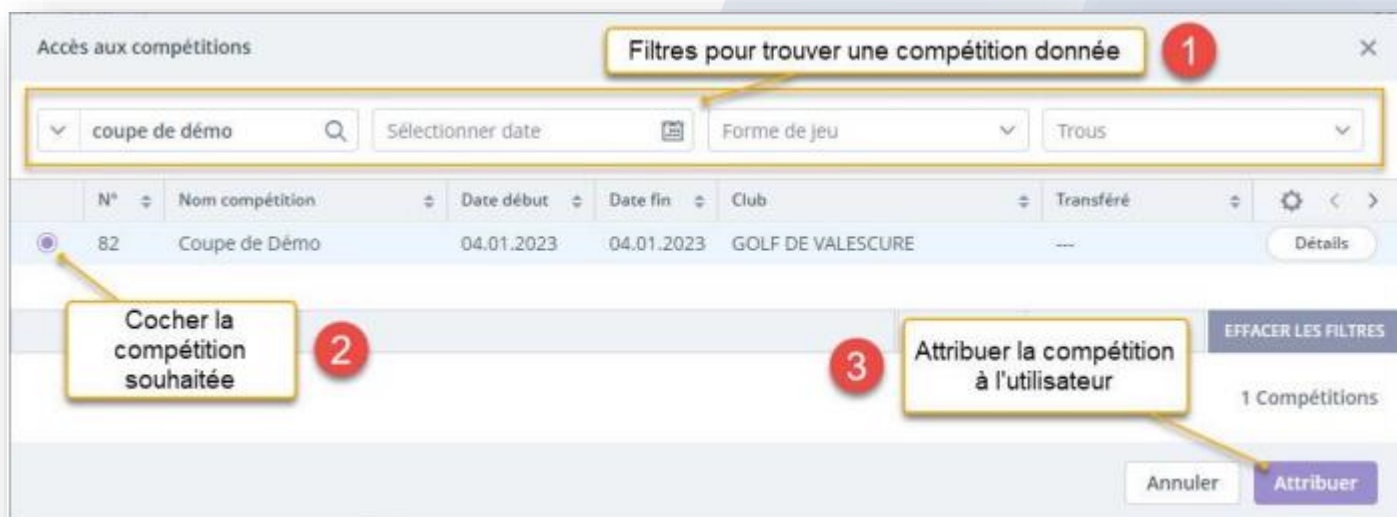 Accès aux compétitions
Filtres pour trouver une compétition donnée
1
coupe de démo
Sélectionner date
Forme de jeu
Trous
N° Nom compétition Date début Date fin Club Transféré
82 Coupe de Démo 04.01.2023 04.01.2023 GOLF DE VALESCURE --- Détails
Cocher la
compétition
souhaitée
2
EFFACER LES FILTRES
3
Attribuer la compétition
à l'utilisateur
1 Compétitions
Annuler
Attribuer